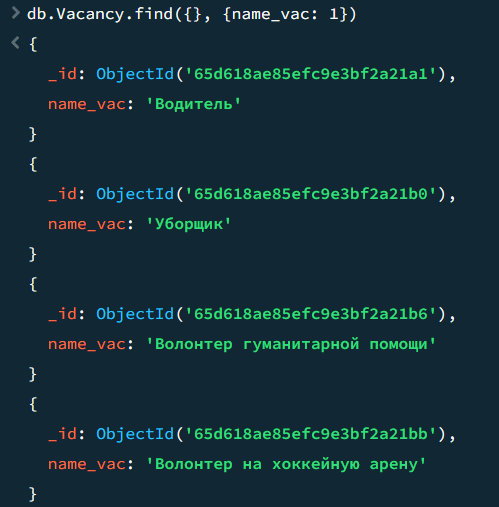 > db.Vacancy.find({}, {name_vac: 1})
< {
_id: ObjectId('65d618ae85efc9e3bf2a21a1'),
name_vac: 'Водитель'
}
{
_id: ObjectId('65d618ae85efc9e3bf2a21b0'),
name_vac: 'Уборщик'
}
{
_id: ObjectId('65d618ae85efc9e3bf2a21b6'),
name_vac: 'Волонтер гуманитарной помощи'
}
{
_id: ObjectId('65d618ae85efc9e3bf2a21bb'),
name_vac: 'Волонтер на хоккейную арену'
}